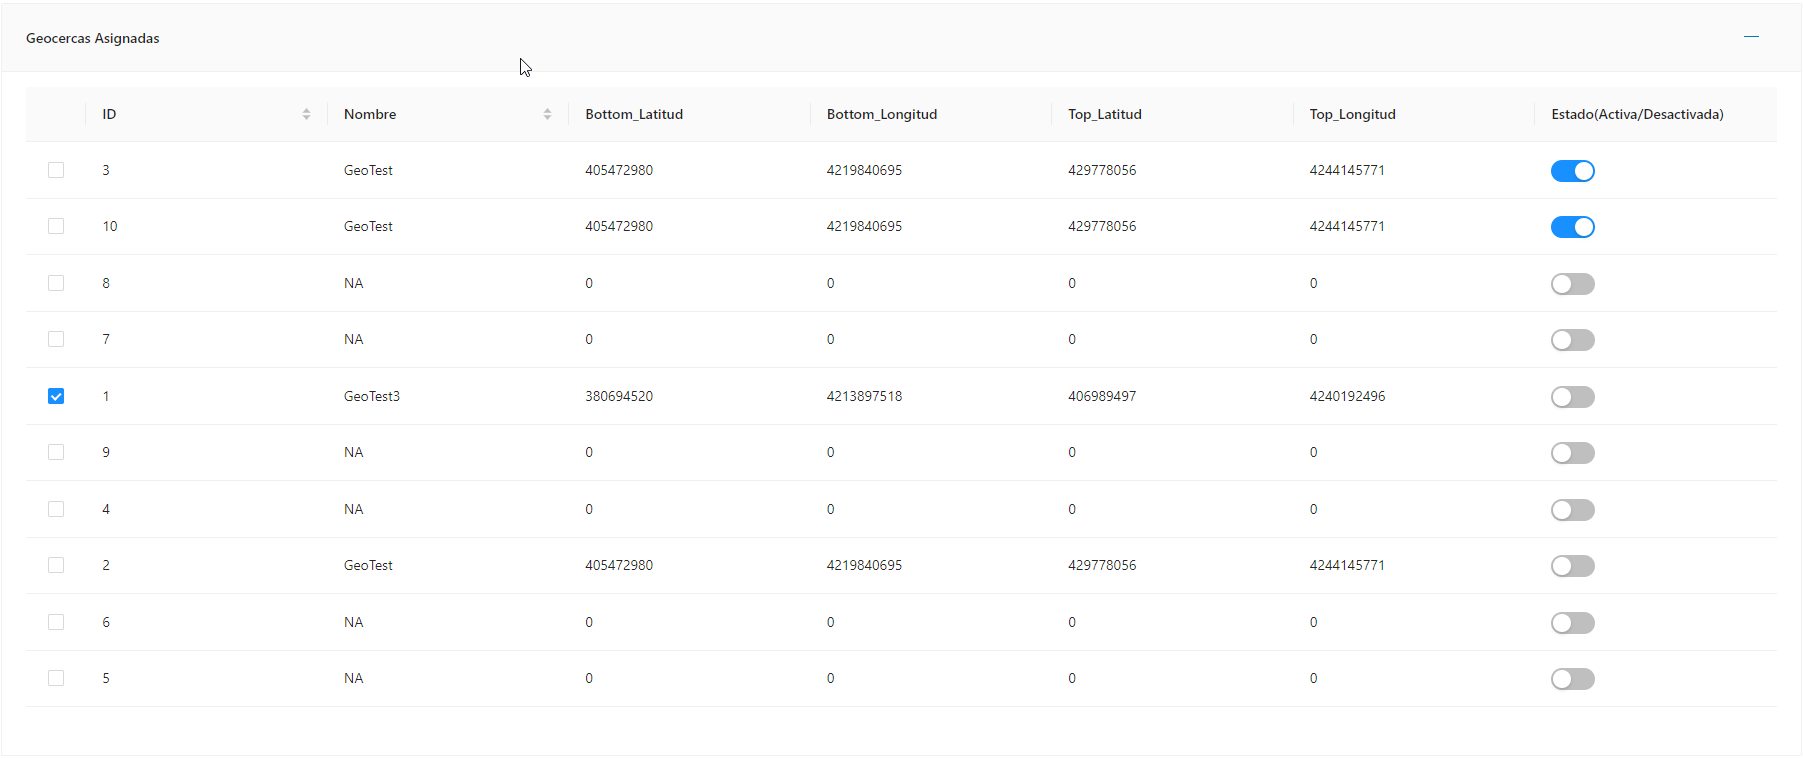 Geocercas Asignadas
ID Nombre Bottom_Latitud Bottom_Longitud Top_Latitud Top_Longitud Estado(Activa/Desactivada)
3 GeoTest 405472980 4219840695 429778056 4244145771
10 GeoTest 405472980 4219840695 429778056 4244145771
8 NA 0 0 0 0
7 NA 0 0 0 0
1 GeoTest3 380694520 4213897518 406989497 4240192496
9 NA 0 0 0 0
4 NA 0 0 0 0
2 GeoTest 405472980 4219840695 429778056 4244145771
6 NA 0 0 0 0
5 NA 0 0 0 0